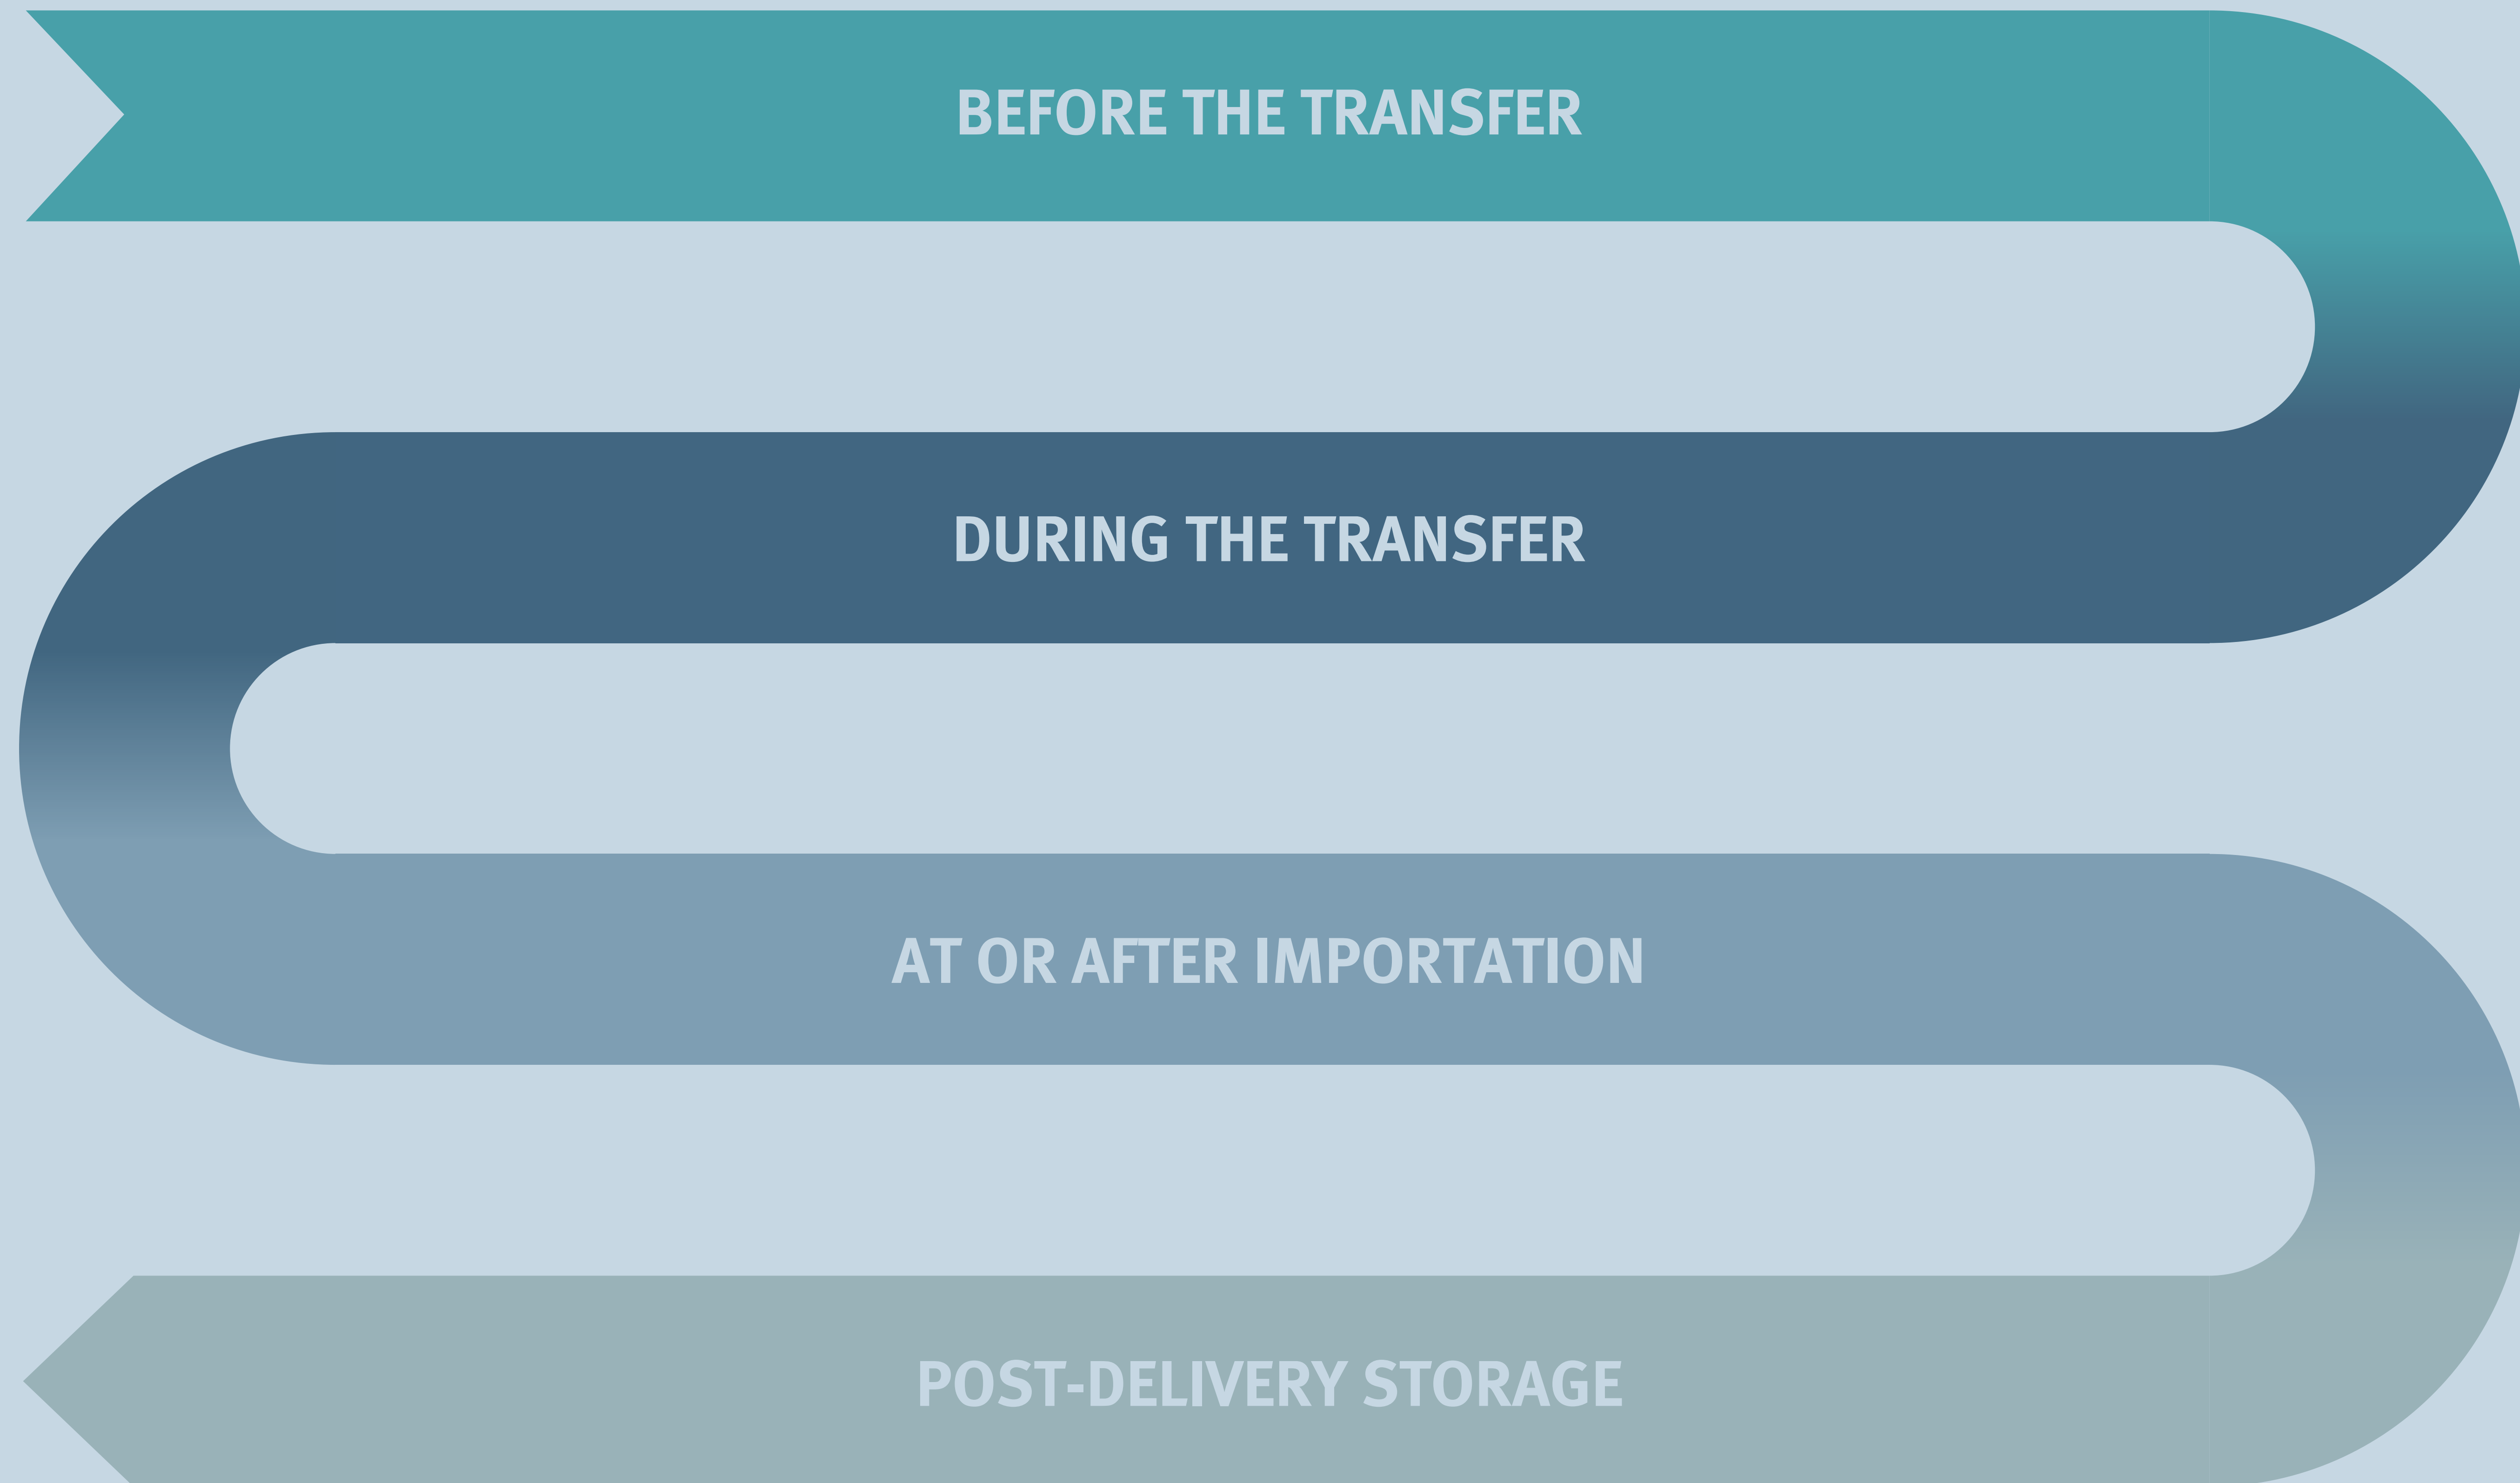 BEFORE THE TRANSFER
DURING THE TRANSFER
AT OR AFTER IMPORTATION
POST-DELIVERY STORAGE